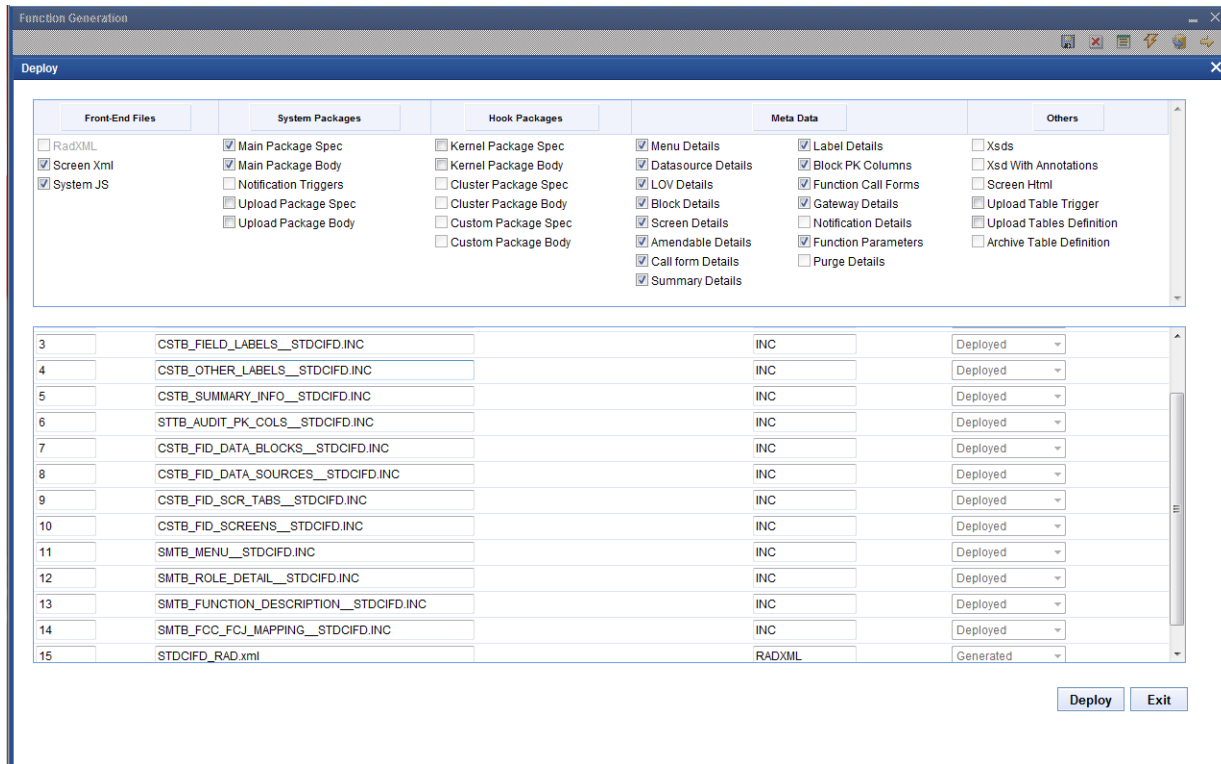 Function Generation
Deploy
Front-End Files System Packages Hook Packages Meta Data Others
RadXML Main Package Spec Kernel Package Spec Menu Details Label Details Xsds
Screen Xml Main Package Body Kernel Package Body Datasource Details Block PK Columns Xsd With Annotations
System JS Notification Triggers Cluster Package Spec LOV Details Function Call Forms Screen Html
Upload Package Spec Cluster Package Body Block Details Gateway Details Upload Table Trigger
Upload Package Body Custom Package Spec Screen Details Notification Details Upload Tables Definition
Custom Package Body Amendable Details Function Parameters Archive Table Definition
Call form Details Purge Details
Summary Details
3 CSTB_FIELD_LABELS__STDCIFD.INC INC Deployed
4 CSTB_OTHER_LABELS__STDCIFD.INC INC Deployed
5 CSTB_SUMMARY_INFO__STDCIFD.INC INC Deployed
6 STTB_AUDIT_PK_COLS__STDCIFD.INC INC Deployed
7 CSTB_FID_DATA_BLOCKS__STDCIFD.INC INC Deployed
8 CSTB_FID_DATA_SOURCES__STDCIFD.INC INC Deployed
9 CSTB_FID_SCR_TABS__STDCIFD.INC INC Deployed
10 CSTB_FID_SCREENS__STDCIFD.INC INC Deployed
11 SMTB_MENU__STDCIFD.INC INC Deployed
12 SMTB_ROLE_DETAIL__STDCIFD.INC INC Deployed
13 SMTB_FUNCTION_DESCRIPTION__STDCIFD.INC INC Deployed
14 SMTB_FCC_FCJ_MAPPING__STDCIFD.INC INC Deployed
15 STDCIFD_RAD.xml RADXML Generated
Deploy Exit